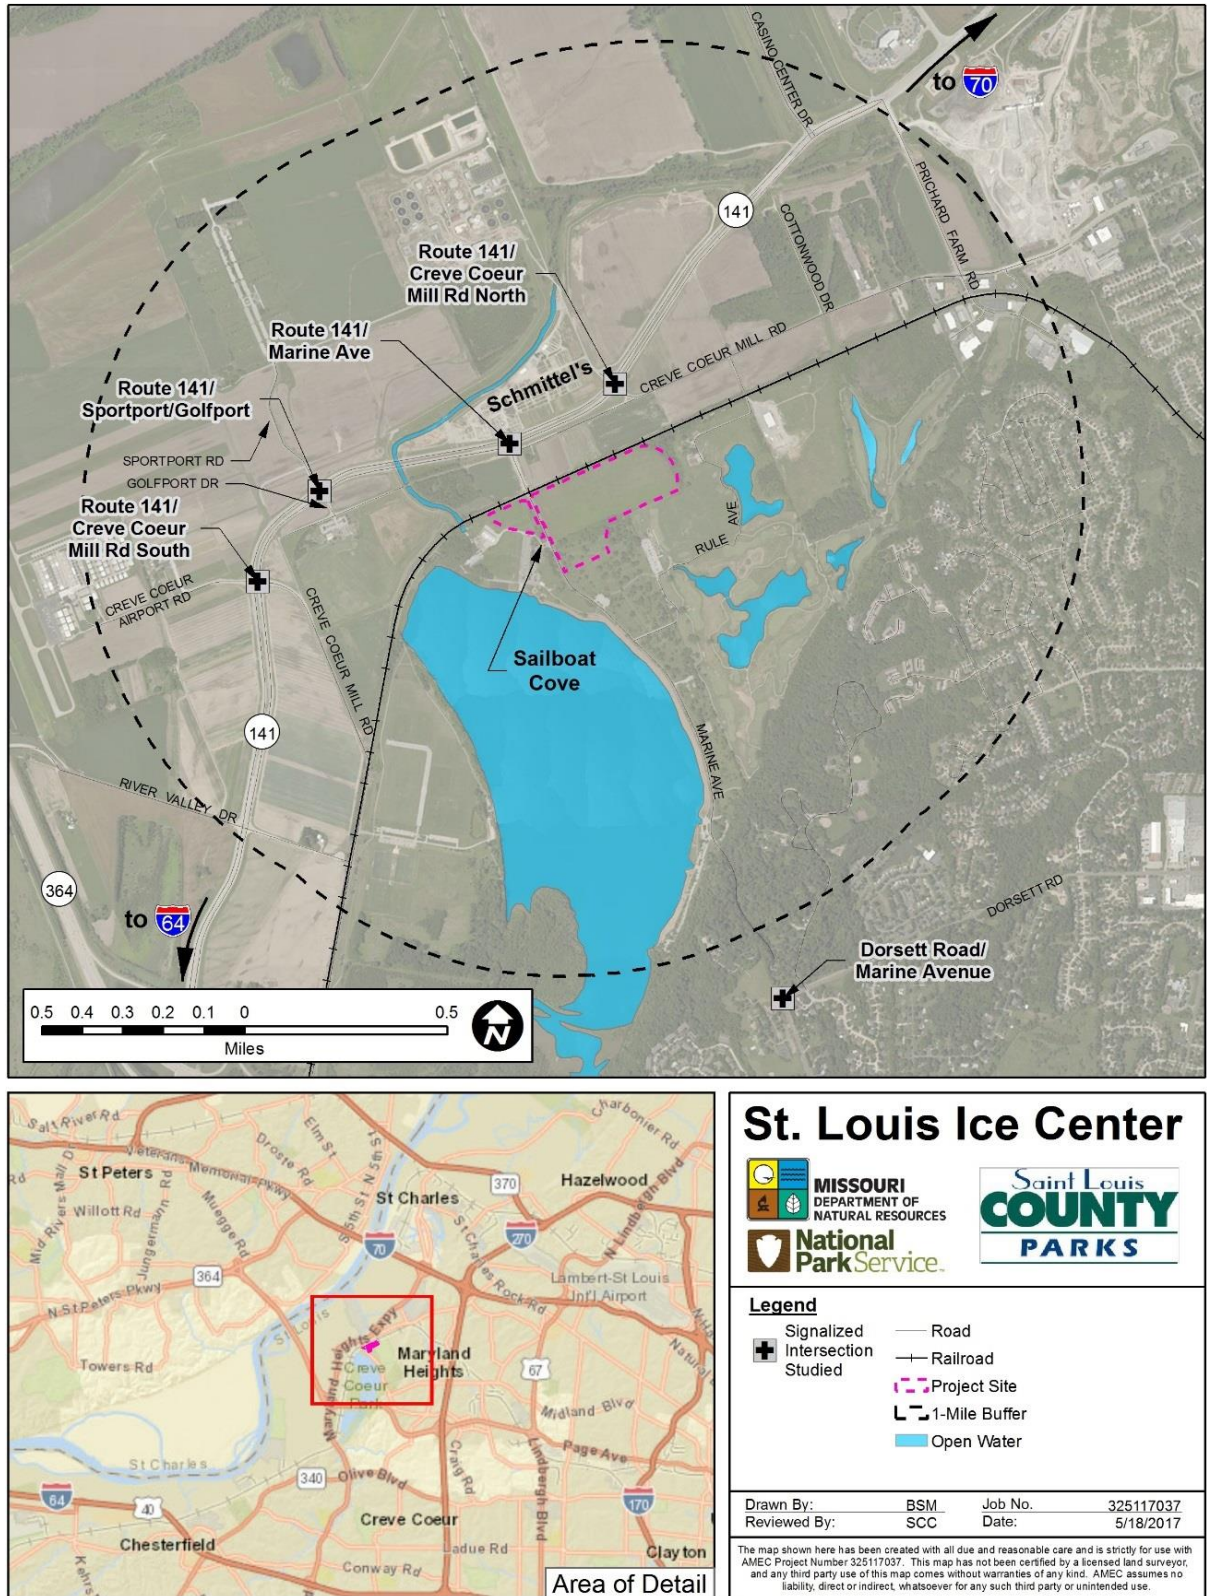 CASINO CENTER DR
to 70
PRICHARD FARM RD
141
COTTONWOOD DR
Route 141/
Creve Coeur
Mill Rd North
Route 141/
Marine Ave
Schmittel's
CREVE COEUR MILL RD
Route 141/
Sportport/Golfport
SPORTPORT RD
GOLFPORT DR
Route 141/
Creve Coeur
Mill Rd South
RULE AVE
CREVE COEUR
AIRPORT RD
CREVE COEUR MILL RD
Sailboat
Cove
141
MARINE AVE
RIVER VALLEY DR
364
to 64
DORSETT RD
Dorsett Road/
Marine Avenue
0.5 0.4 0.3 0.2 0.1 0 0.5
Miles
N
Salt River Rd
Mid Rivers Mall Dr
St Peters
Veterans Memorial Pkwy
Droste Rd
Elm St
Willott Rd
Jungermann Rd
Muegge Rd
S 5th St
N 5th St
St Charles
370
Hazelwood
Charbonier Rd
N Lindbergh Blvd
70
270
St Charles Rock Rd
Lambert-St Louis
Int'l Airport
364
N St Peters Pkwy
St Louis
Towers Rd
Maryland Heights Expy
Maryland
Heights
Creve
Coeur
Park
67
Midland Blvd
Page Ave
St Charles
340
Olive Blvd
Craig Rd
Lindbergh Blvd
170
64
40
Chesterfield
Creve Coeur
Ladue Rd
Conway Rd
Clayton
Area of Detail
St. Louis Ice Center
MISSOURI
DEPARTMENT OF
NATURAL RESOURCES
National
Park Service
Saint Louis
COUNTY
PARKS
Legend
Signalized
Intersection
Studied
Road
Railroad
Project Site
1-Mile Buffer
Open Water
Drawn By: BSM Job No. 325117037
Reviewed By: SCC Date: 5/18/2017
The map shown here has been created with all due and reasonable care and is strictly for use with
AMEC Project Number 325117037. This map has not been certified by a licensed land surveyor,
and any third party use of this map comes without warranties of any kind. AMEC assumes no
liability, direct or indirect, whatsoever for any such third party or unintended use.